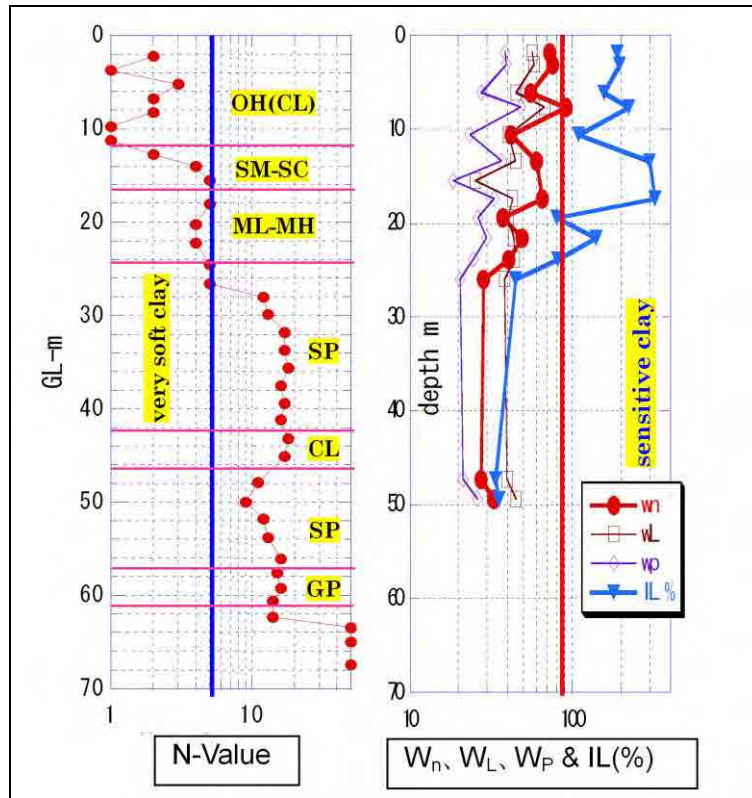 0
10
20
30
40
50
60
70
GL-m
OH(CL)
SM-SC
ML-MH
SP
CL
SP
GP
very soft clay
1
10
N-Value
0
10
20
30
40
50
60
70
depth m
sensitive clay
wn
wL
wp
IL %
10
100
Wn、WL、WP & IL(%)